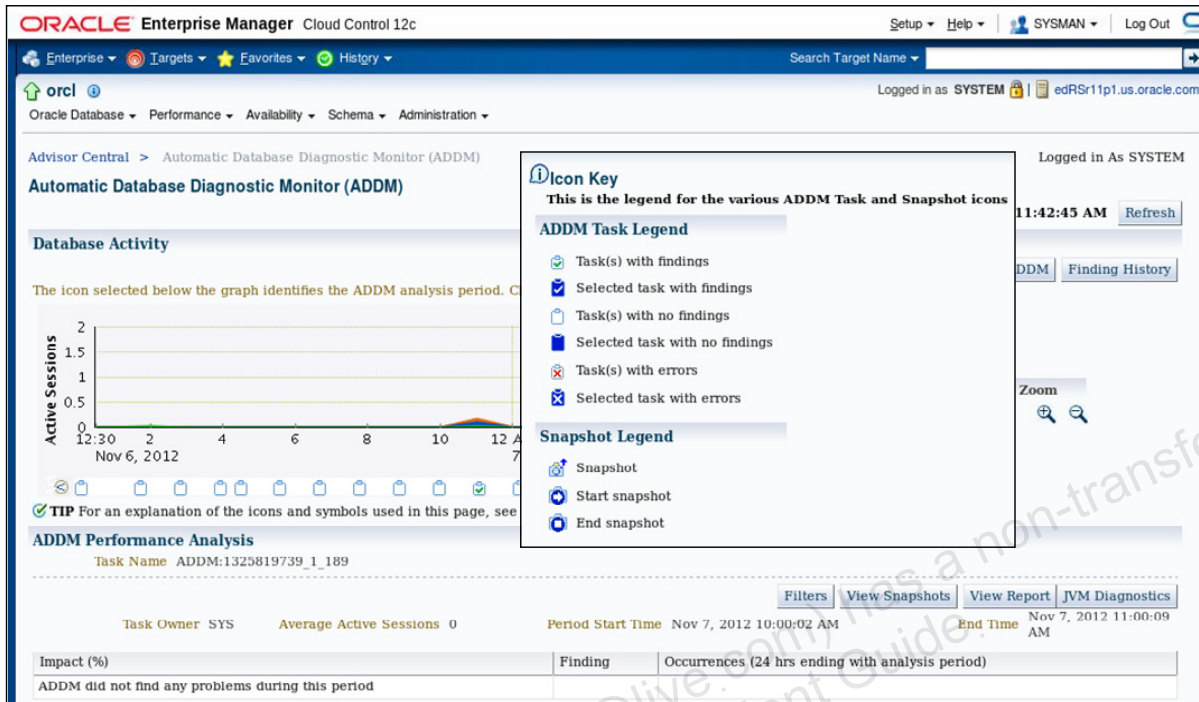 ORACLE Enterprise Manager Cloud Control 12c
Setup Help SYSMAN Log Out
Enterprise Targets Favorites History Search Target Name
orcl
Logged in as SYSTEM edRSr11p1.us.oracle.com
Oracle Database Performance Availability Schema Administration
Advisor Central > Automatic Database Diagnostic Monitor (ADDM)
Logged in As SYSTEM
Automatic Database Diagnostic Monitor (ADDM)
11:42:45 AM Refresh
Database Activity
DDM Finding History
The icon selected below the graph identifies the ADDM analysis period. C
Active Sessions
2
1.5
1
0.5
0
12:30 2 4 6 8 10 12 A
Nov 6, 2012 7
Zoom
TIP For an explanation of the icons and symbols used in this page, see
Icon Key
This is the legend for the various ADDM Task and Snapshot icons
ADDM Task Legend
Task(s) with findings
Selected task with findings
Task(s) with no findings
Selected task with no findings
Task(s) with errors
Selected task with errors
Snapshot Legend
Snapshot
Start snapshot
End snapshot
ADDM Performance Analysis
Task Name ADDM:1325819739_1_189
Filters View Snapshots View Report JVM Diagnostics
Task Owner SYS Average Active Sessions 0 Period Start Time Nov 7, 2012 10:00:02 AM End Time Nov 7, 2012 11:00:09 AM
Impact (%) Finding Occurrences (24 hrs ending with analysis period)
ADDM did not find any problems during this period
has a non-transfe
@live.com)
Guide.